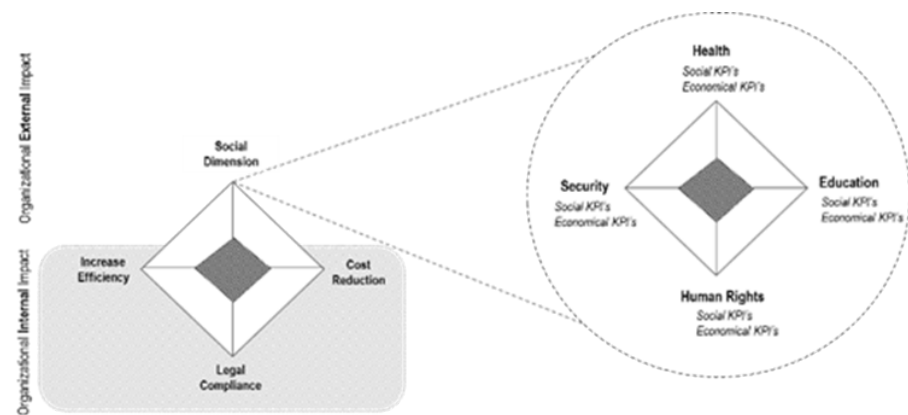 Organizational External Impact
Organizational Internal Impact
Social
Dimension
Increase
Efficiency
Cost
Reduction
Legal
Compliance
Health
Social KPI's
Economical KPI's
Security
Social KPI's
Economical KPI's
Education
Social KPI's
Economical KPI's
Human Rights
Social KPI's
Economical KPI's